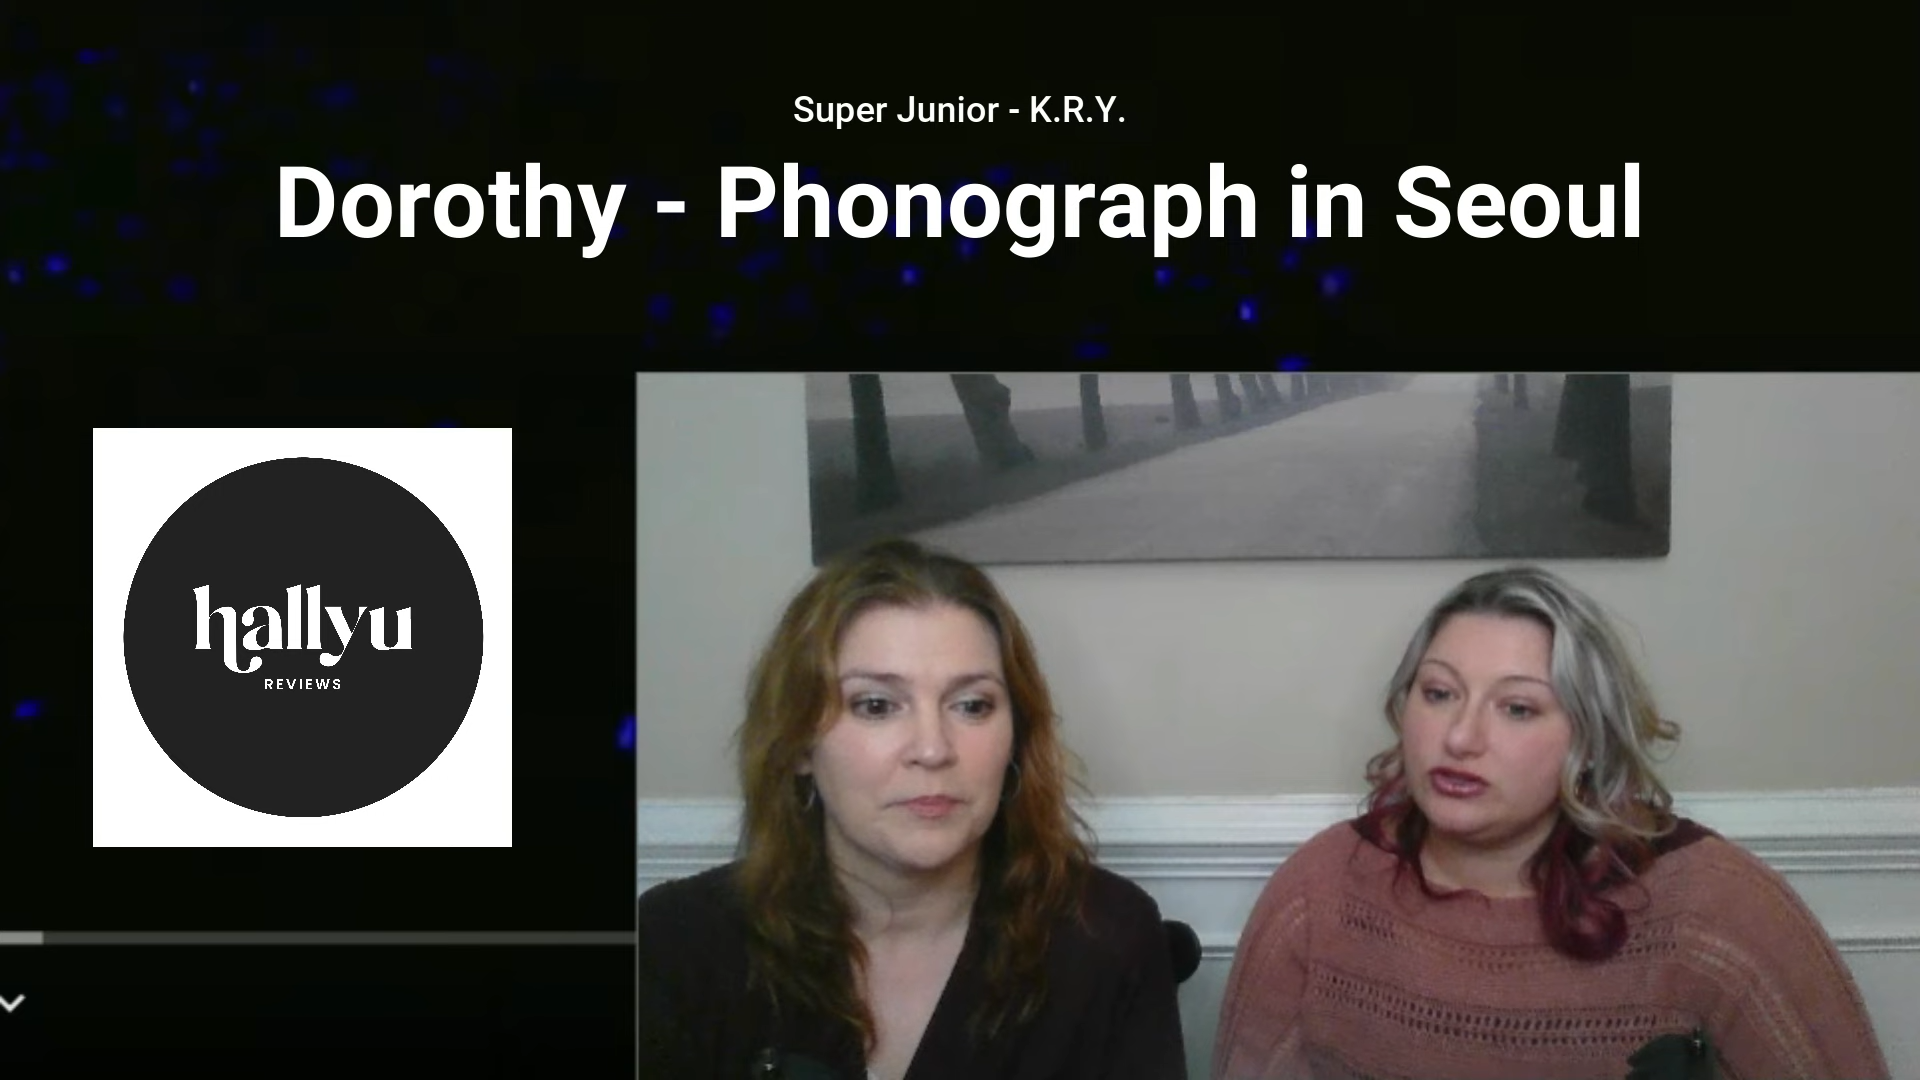 Super Junior - K.R.Y.
Dorothy - Phonograph in Seoul
hallyu
REVIEWS